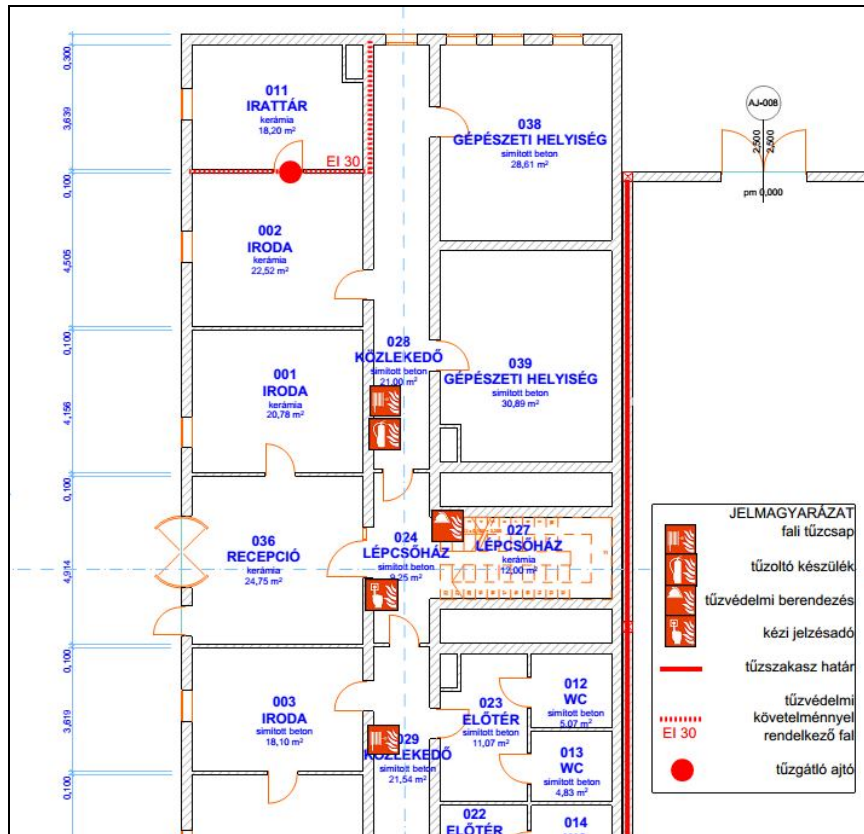 0,300
3,639
0,100
4,505
0,100
4,156
0,100
4,914
0,100
3,619
0,100
011
IRATTÁR
kerámia
18,20 m²
EI 30
038
GÉPÉSZETI HELYISÉG
simított beton
28,61 m²
AJ-008
2,500
2,500
pm 0,000
002
IRODA
kerámia
22,52 m²
028
KÖZLEKEDŐ
simított beton
21,00 m²
039
GÉPÉSZETI HELYISÉG
simított beton
30,89 m²
001
IRODA
kerámia
20,78 m²
036
RECEPCIÓ
kerámia
24,75 m²
024
LÉPCSŐHÁZ
simított beton
9,25 m²
027
LÉPCSŐHÁZ
kerámia
12,00 m²
003
IRODA
simított beton
18,10 m²
029
KÖZLEKEDŐ
simított beton
21,54 m²
023
ELŐTÉR
simított beton
11,07 m²
012
WC
simított beton
5,07 m²
013
WC
simított beton
4,83 m²
022
ELŐTÉR
014
JELMAGYARÁZAT
fali tűzcsap
tűzoltó készülék
tűzvédelmi berendezés
kézi jelzésadó
tűzszakasz határ
tűzvédelmi
követelménnyel
EI 30 rendelkező fal
tűzgátló ajtó